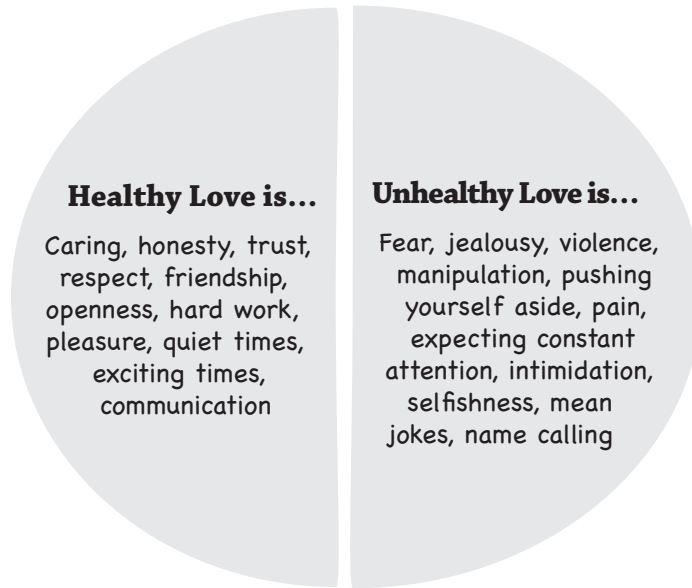 Healthy Love is...
Caring, honesty, trust,
respect, friendship,
openness, hard work,
pleasure, quiet times,
exciting times,
communication
Unhealthy Love is...
Fear, jealousy, violence,
manipulation, pushing
yourself aside, pain,
expecting constant
attention, intimidation,
selfishness, mean
jokes, name calling